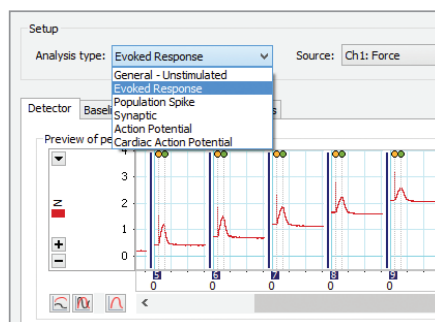 Setup
Analysis type: Evoked Response Source: Ch1: Force
General - Unstimulated
Evoked Response
Population Spike
Synaptic
Action Potential
Cardiac Action Potential
Detector
Preview of
4
3
2
1
0
N
5 6 7 8 9
0 0 0 0 0